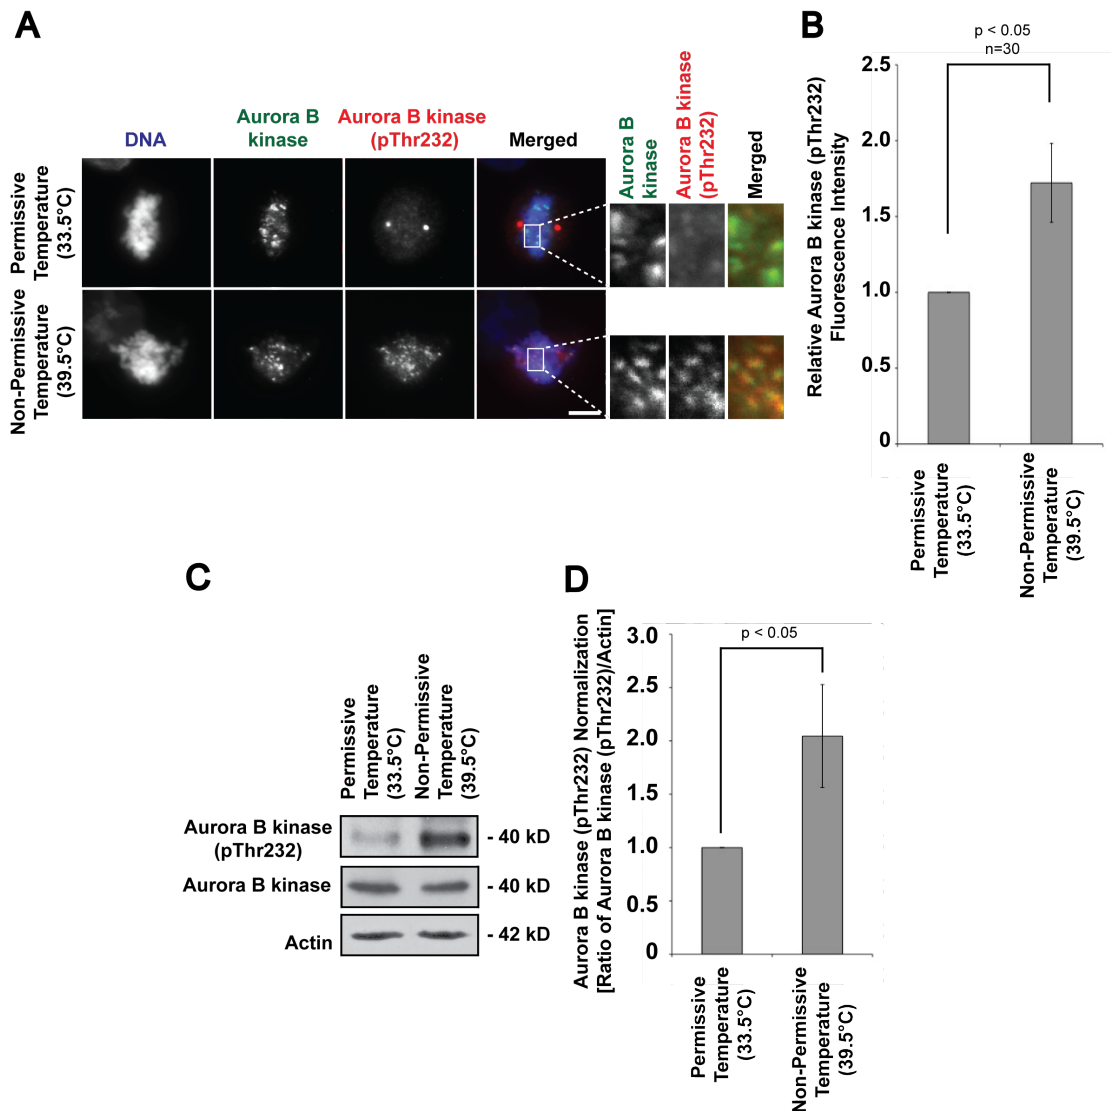 A
DNA
Aurora B
kinase
Aurora B kinase
(pThr232)
Merged
Aurora B
kinase
Aurora B kinase
(pThr232)
Merged
Permissive
Temperature
(33.5°C)
Non-Permissive
Temperature
(39.5°C)
B
p < 0.05
n=30
Relative Aurora B kinase (pThr232)
Fluorescence Intensity
2.5
2.0
1.5
1.0
0.5
0
Permissive
Temperature
(33.5°C)
Non-Permissive
Temperature
(39.5°C)
C
Permissive
Temperature
(33.5°C)
Non-Permissive
Temperature
(39.5°C)
Aurora B kinase
(pThr232)
- 40 kD
Aurora B kinase
- 40 kD
Actin
- 42 kD
D
p < 0.05
Aurora B kinase (pThr232) Normalization
[Ratio of Aurora B kinase (pThr232)/Actin]
3.0
2.5
2.0
1.5
1.0
0.5
0
Permissive
Temperature
(33.5°C)
Non-Permissive
Temperature
(39.5°C)